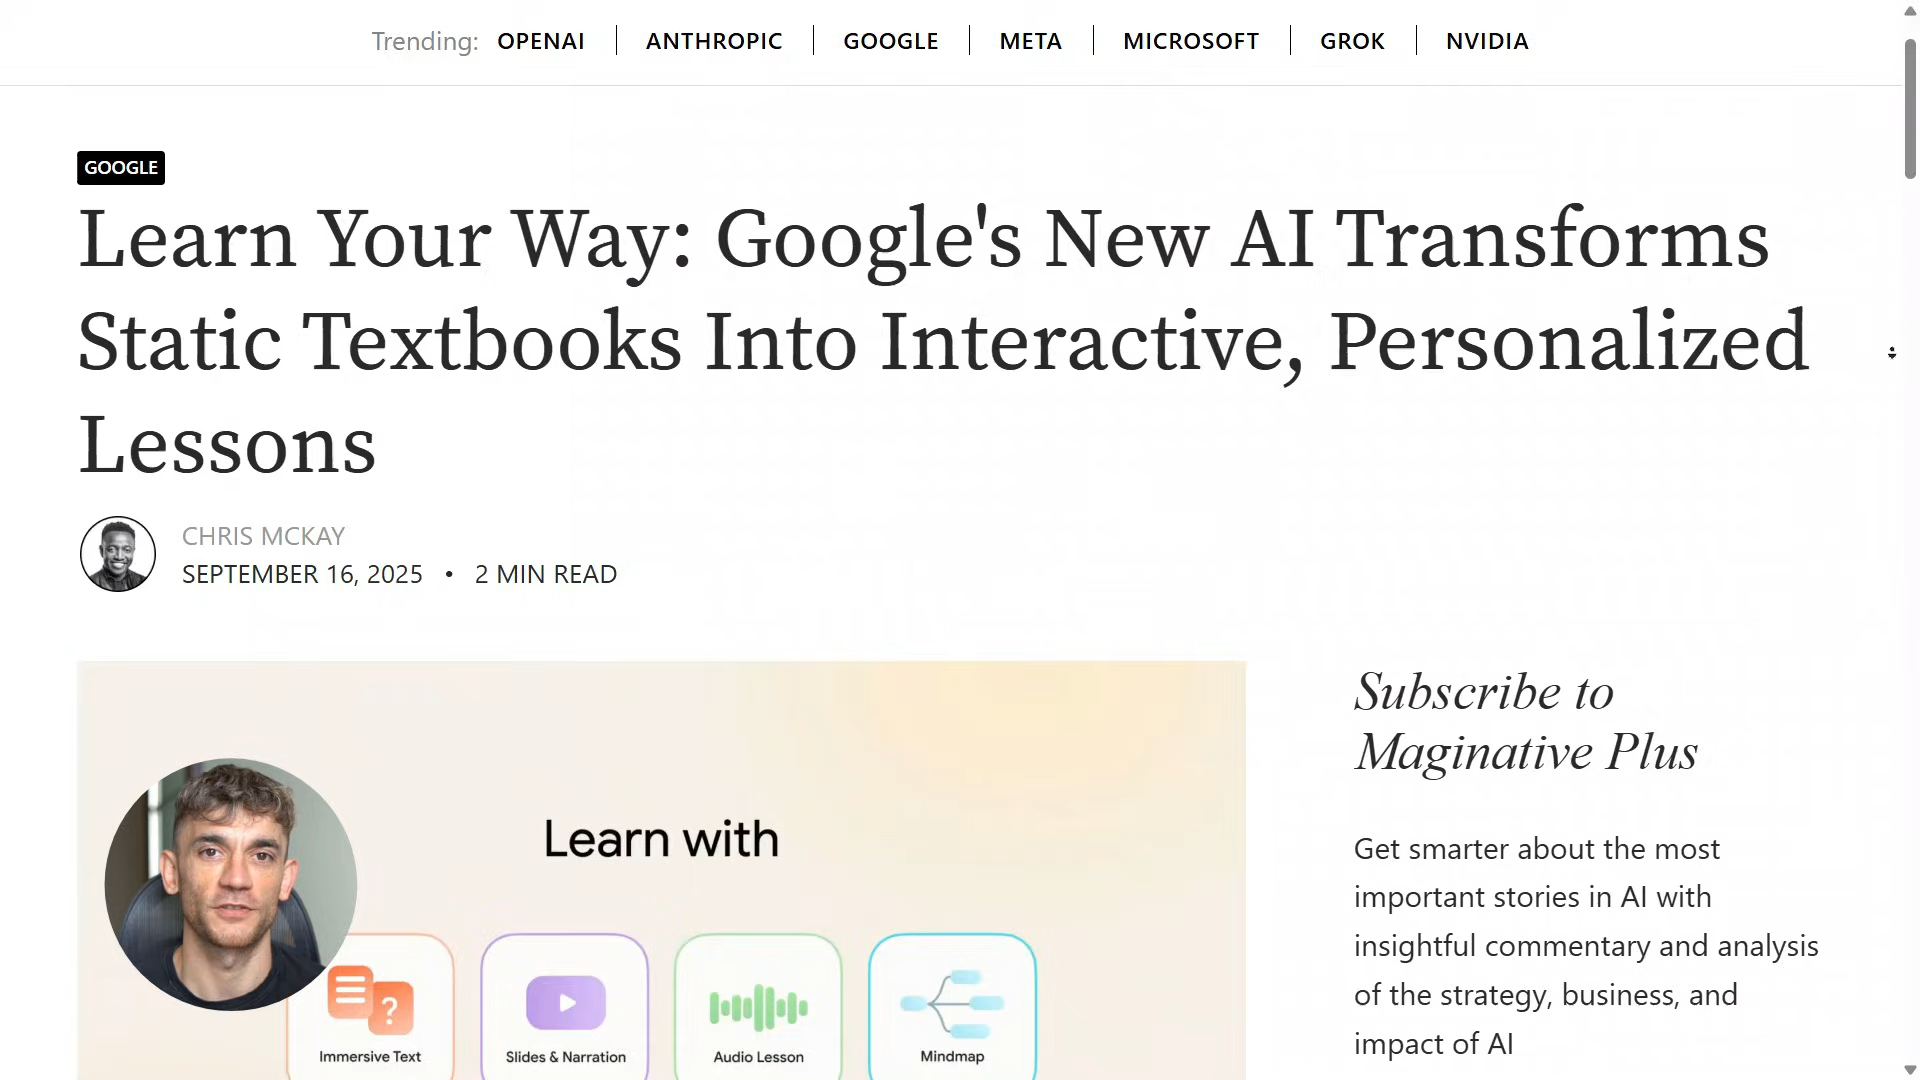 Trending: OPENAI ANTHROPIC GOOGLE META MICROSOFT GROK NVIDIA
GOOGLE
Learn Your Way: Google's New AI Transforms
Static Textbooks Into Interactive, Personalized
Lessons
CHRIS MCKAY
SEPTEMBER 16, 2025 • 2 MIN READ
Learn with
?
Immersive Text
Slides & Narration
Audio Lesson
Mindmap
Subscribe to
Maginative Plus
Get smarter about the most
important stories in AI with
insightful commentary and analysis
of the strategy, business, and
impact of AI